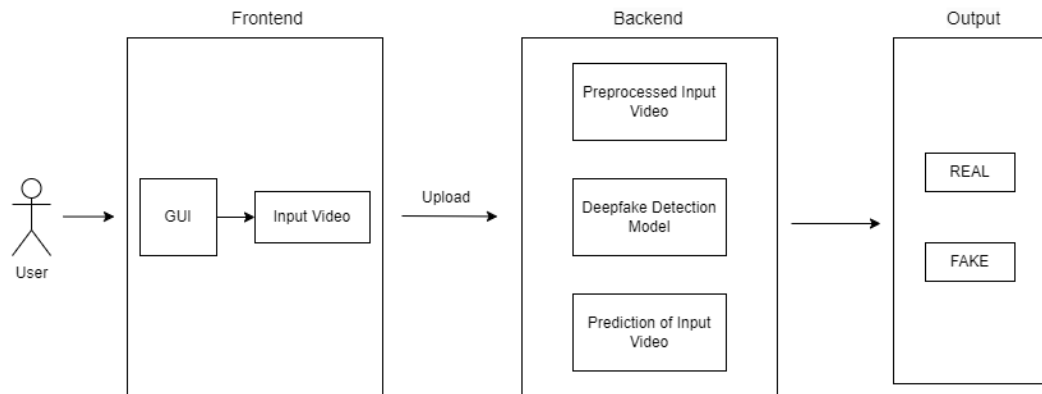 Frontend
Backend
Output
User
GUI
Input Video
Upload
Preprocessed Input
Video
Deepfake Detection
Model
Prediction of Input
Video
REAL
FAKE